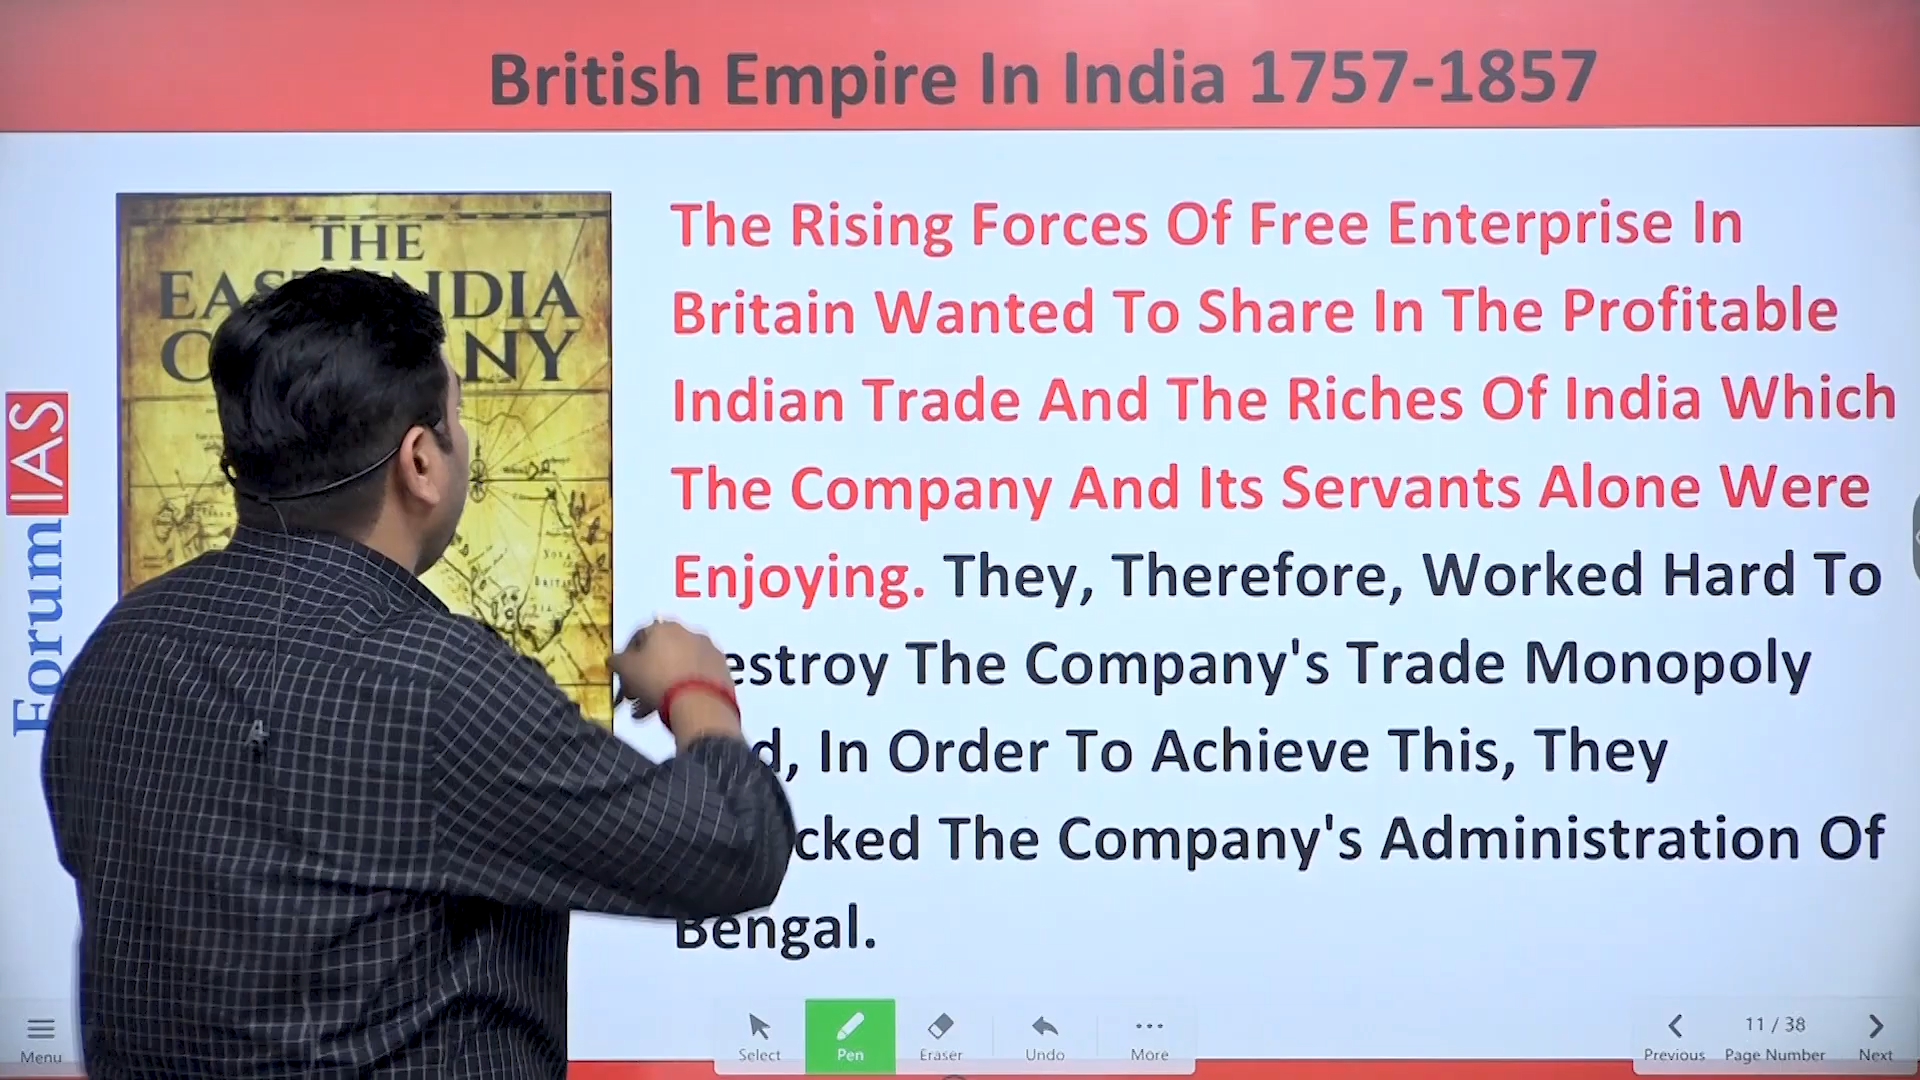 British Empire In India 1757-1857
THE
INDIA
NY
The Rising Forces Of Free Enterprise In
Britain Wanted To Share In The Profitable
Indian Trade And The Riches Of India Which
The Company And Its Servants Alone Were
Enjoying. They, Therefore, Worked Hard To
estroy The Company's Trade Monopoly
d, In Order To Achieve This, They
cked The Company's Administration Of
Bengal.
Forum IAS
Menu
Select
Pen
Eraser
Undo
More
11 / 38
Previous
Page Number
Next